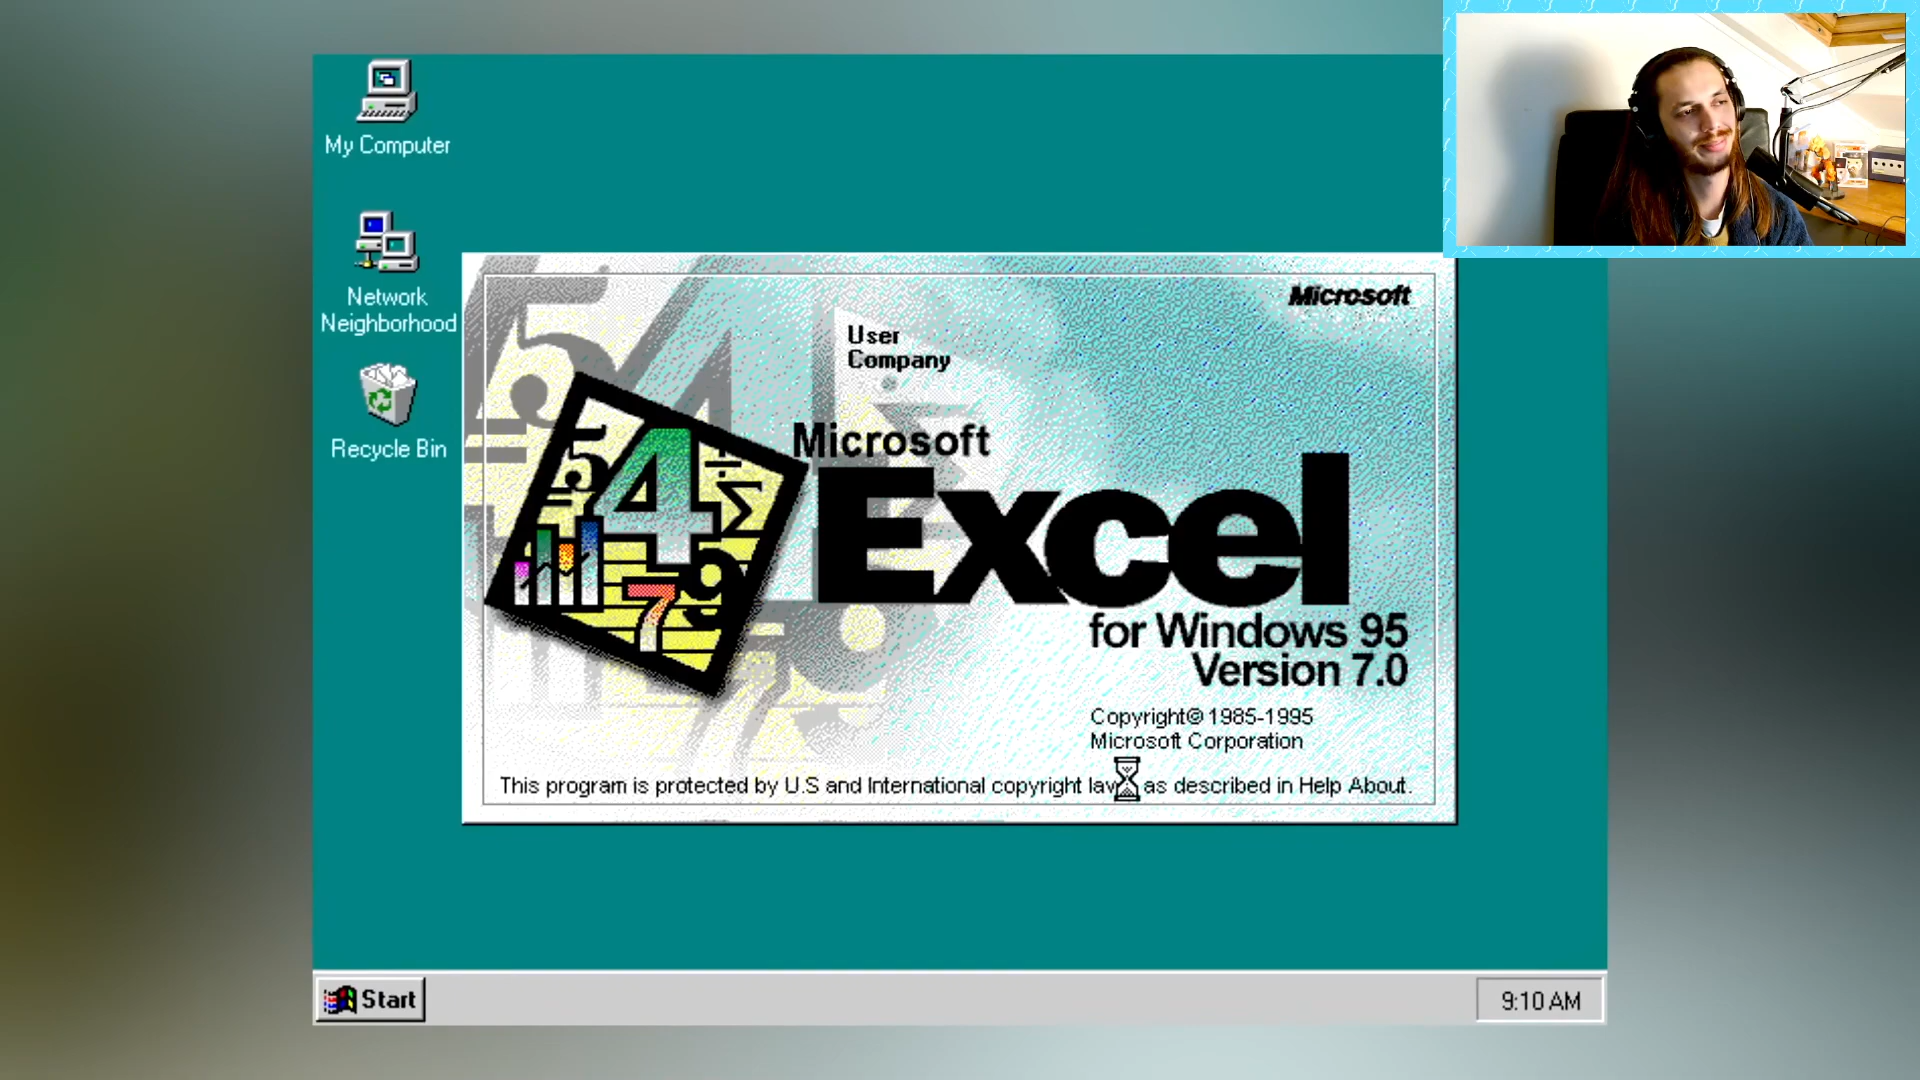 My Computer
Network
Neighborhood
Recycle Bin
Microsoft
User
Company
Microsoft
Excel
for Windows 95
Version 7.0
Copyright© 1985-1995
Microsoft Corporation
This program is protected by U.S and International copyright law as described in Help About.
Start
9:10 AM